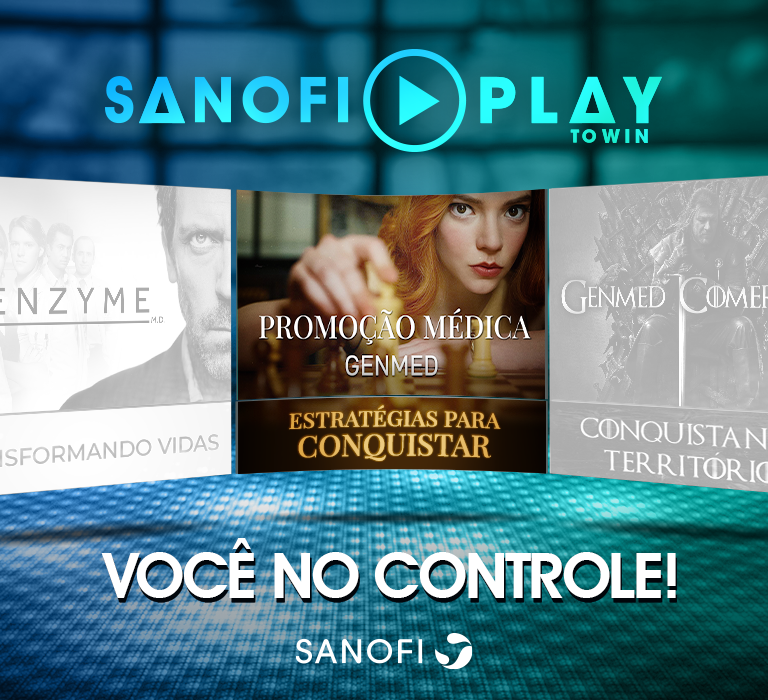 SANOFI PLAY
TO WIN
ENZYME
M.D.
NSFORMANDO VIDAS
PROMOÇÃO MÉDICA
GENMED
ESTRATÉGIAS PARA
CONQUISTAR
GENMED COMER
CONQUISTAN
TERRITÓRIO
VOCÊ NO CONTROLE!
SANOFI